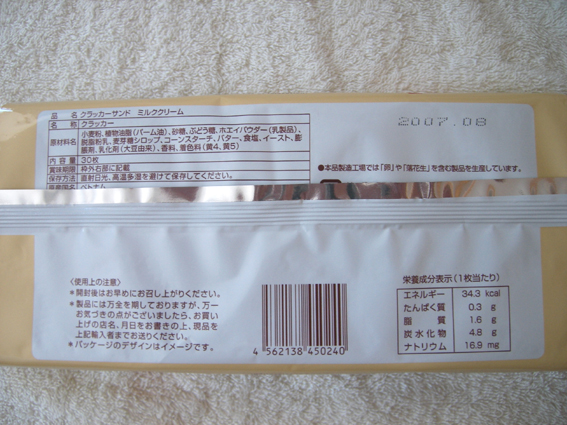 品 名 クラッカーサンド ミルククリーム
名 称 クラッカー
原材料名 小麦粉、植物油脂(パーム油)、砂糖、ぶどう糖、ホエイパウダー(乳製品)、
脱脂粉乳、麦芽糖シロップ、コーンスターチ、バター、食塩、イースト、膨
脹剤、乳化剤(大豆由来)、香料、着色料(黄4、黄5)
内 容 量 30枚
賞味期限 枠外右部に記載
保存方法 直射日光、高温多湿を避けて保存してください。
原産国名 ベトナム
2007.08
●本品製造工場では「卵」や「落花生」を含む製品を生産しています。
〈使用上の注意〉
*開封後はお早めにお召し上がりください。
*製品には万全を期しておりますが、万一
お気づきの点がございましたら、お買い
上げの店名、月日をお書きの上、現品を
上記輸入者までお送りください。
*パッケージのデザインはイメージです。
4 562138 450240
栄養成分表示(1枚当たり)
エネルギー 34.3 kcal
たんぱく質 0.3 g
脂質 1.6 g
炭水化物 4.8 g
ナトリウム 16.9 mg